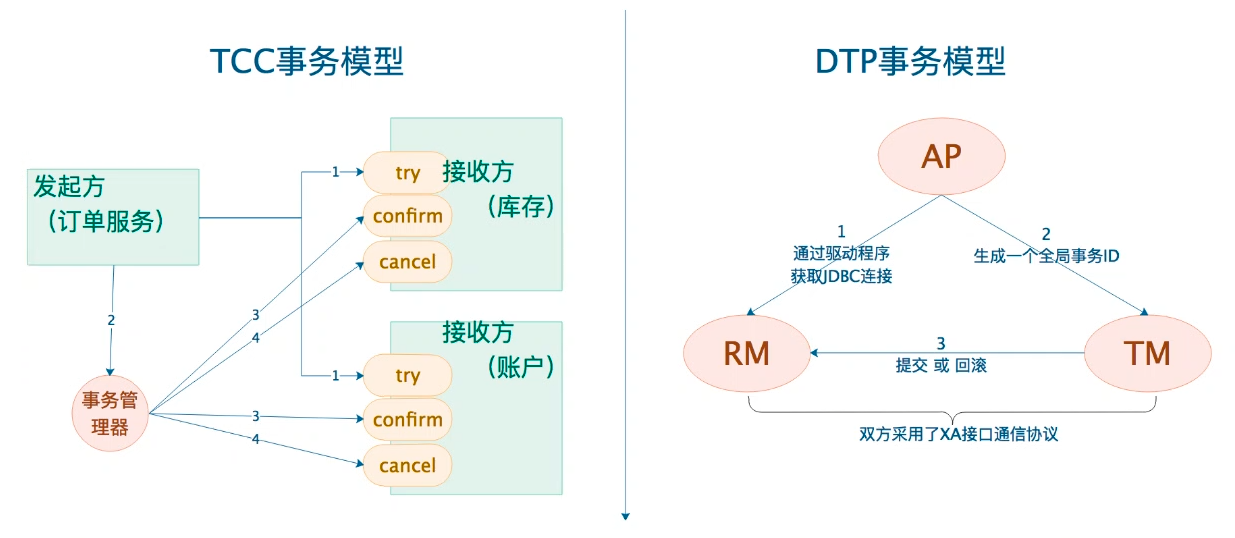 TCC事务模型
发起方
（订单服务）
2
事务管
理器
1
3
4
1
3
4
try
confirm
cancel
接收方
（库存）
接收方
（账户）
try
confirm
cancel
DTP事务模型
AP
1
通过驱动程序
获取JDBC连接
2
生成一个全局事务ID
RM
3
提交 或 回滚
TM
双方采用了XA接口通信协议